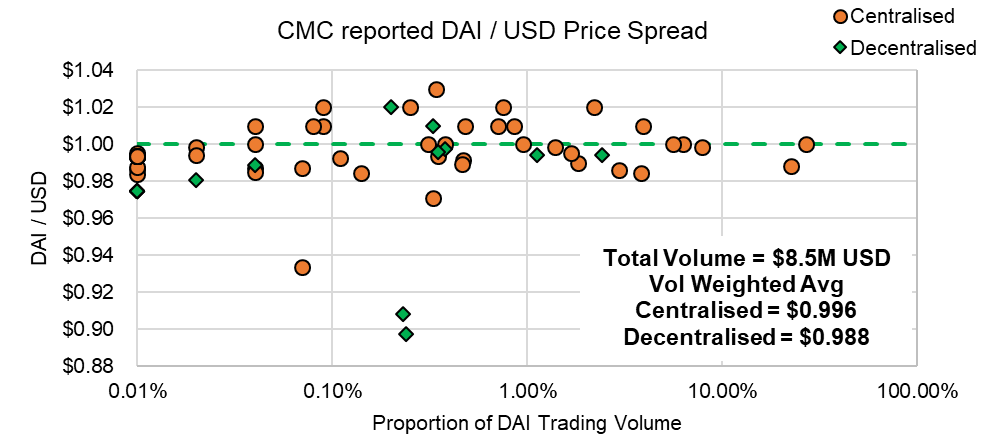 CMC reported DAI / USD Price Spread
Centralised
Decentralised
$1.04
$1.02
$1.00
$0.98
$0.96
$0.94
$0.92
$0.90
$0.88
DAI / USD
Total Volume = $8.5M USD
Vol Weighted Avg
Centralised = $0.996
Decentralised = $0.988
0.01%
0.10%
1.00%
10.00%
100.00%
Proportion of DAI Trading Volume